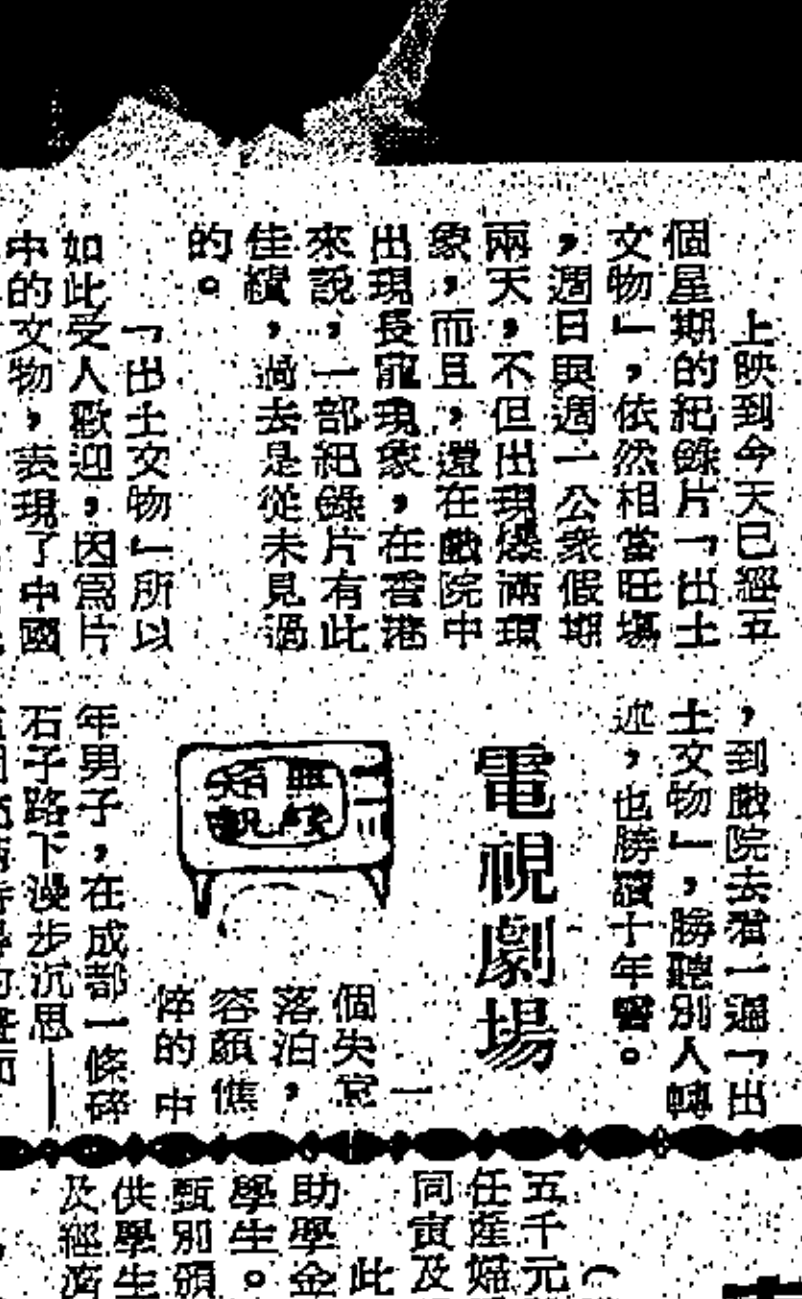 上映到今天已經五
個星期的紀錄片「出土
文物」，依然相當旺場
，週日與週一公眾假期
兩天，不但出現爆滿現
象，而且，還在戲院中
出現長龍現象，在香港
來說，一部紀錄片有此
佳績，過去是從未見過
的。
「出土文物」所以
如此受人歡迎，因爲片
中的文物，表現了中國
，到戲院去看一遍「出
土文物」，勝聽別人轉
述，也勝讀十年書。
電視劇場
無綫
一
個失意
落泊，
容顏憔
悴的中
年男子，在成都一條碎
石子路下漫步沉思——
五千元
任產婦
同寅及
此
助學金
學生。
甄別頒
供學生
及經濟